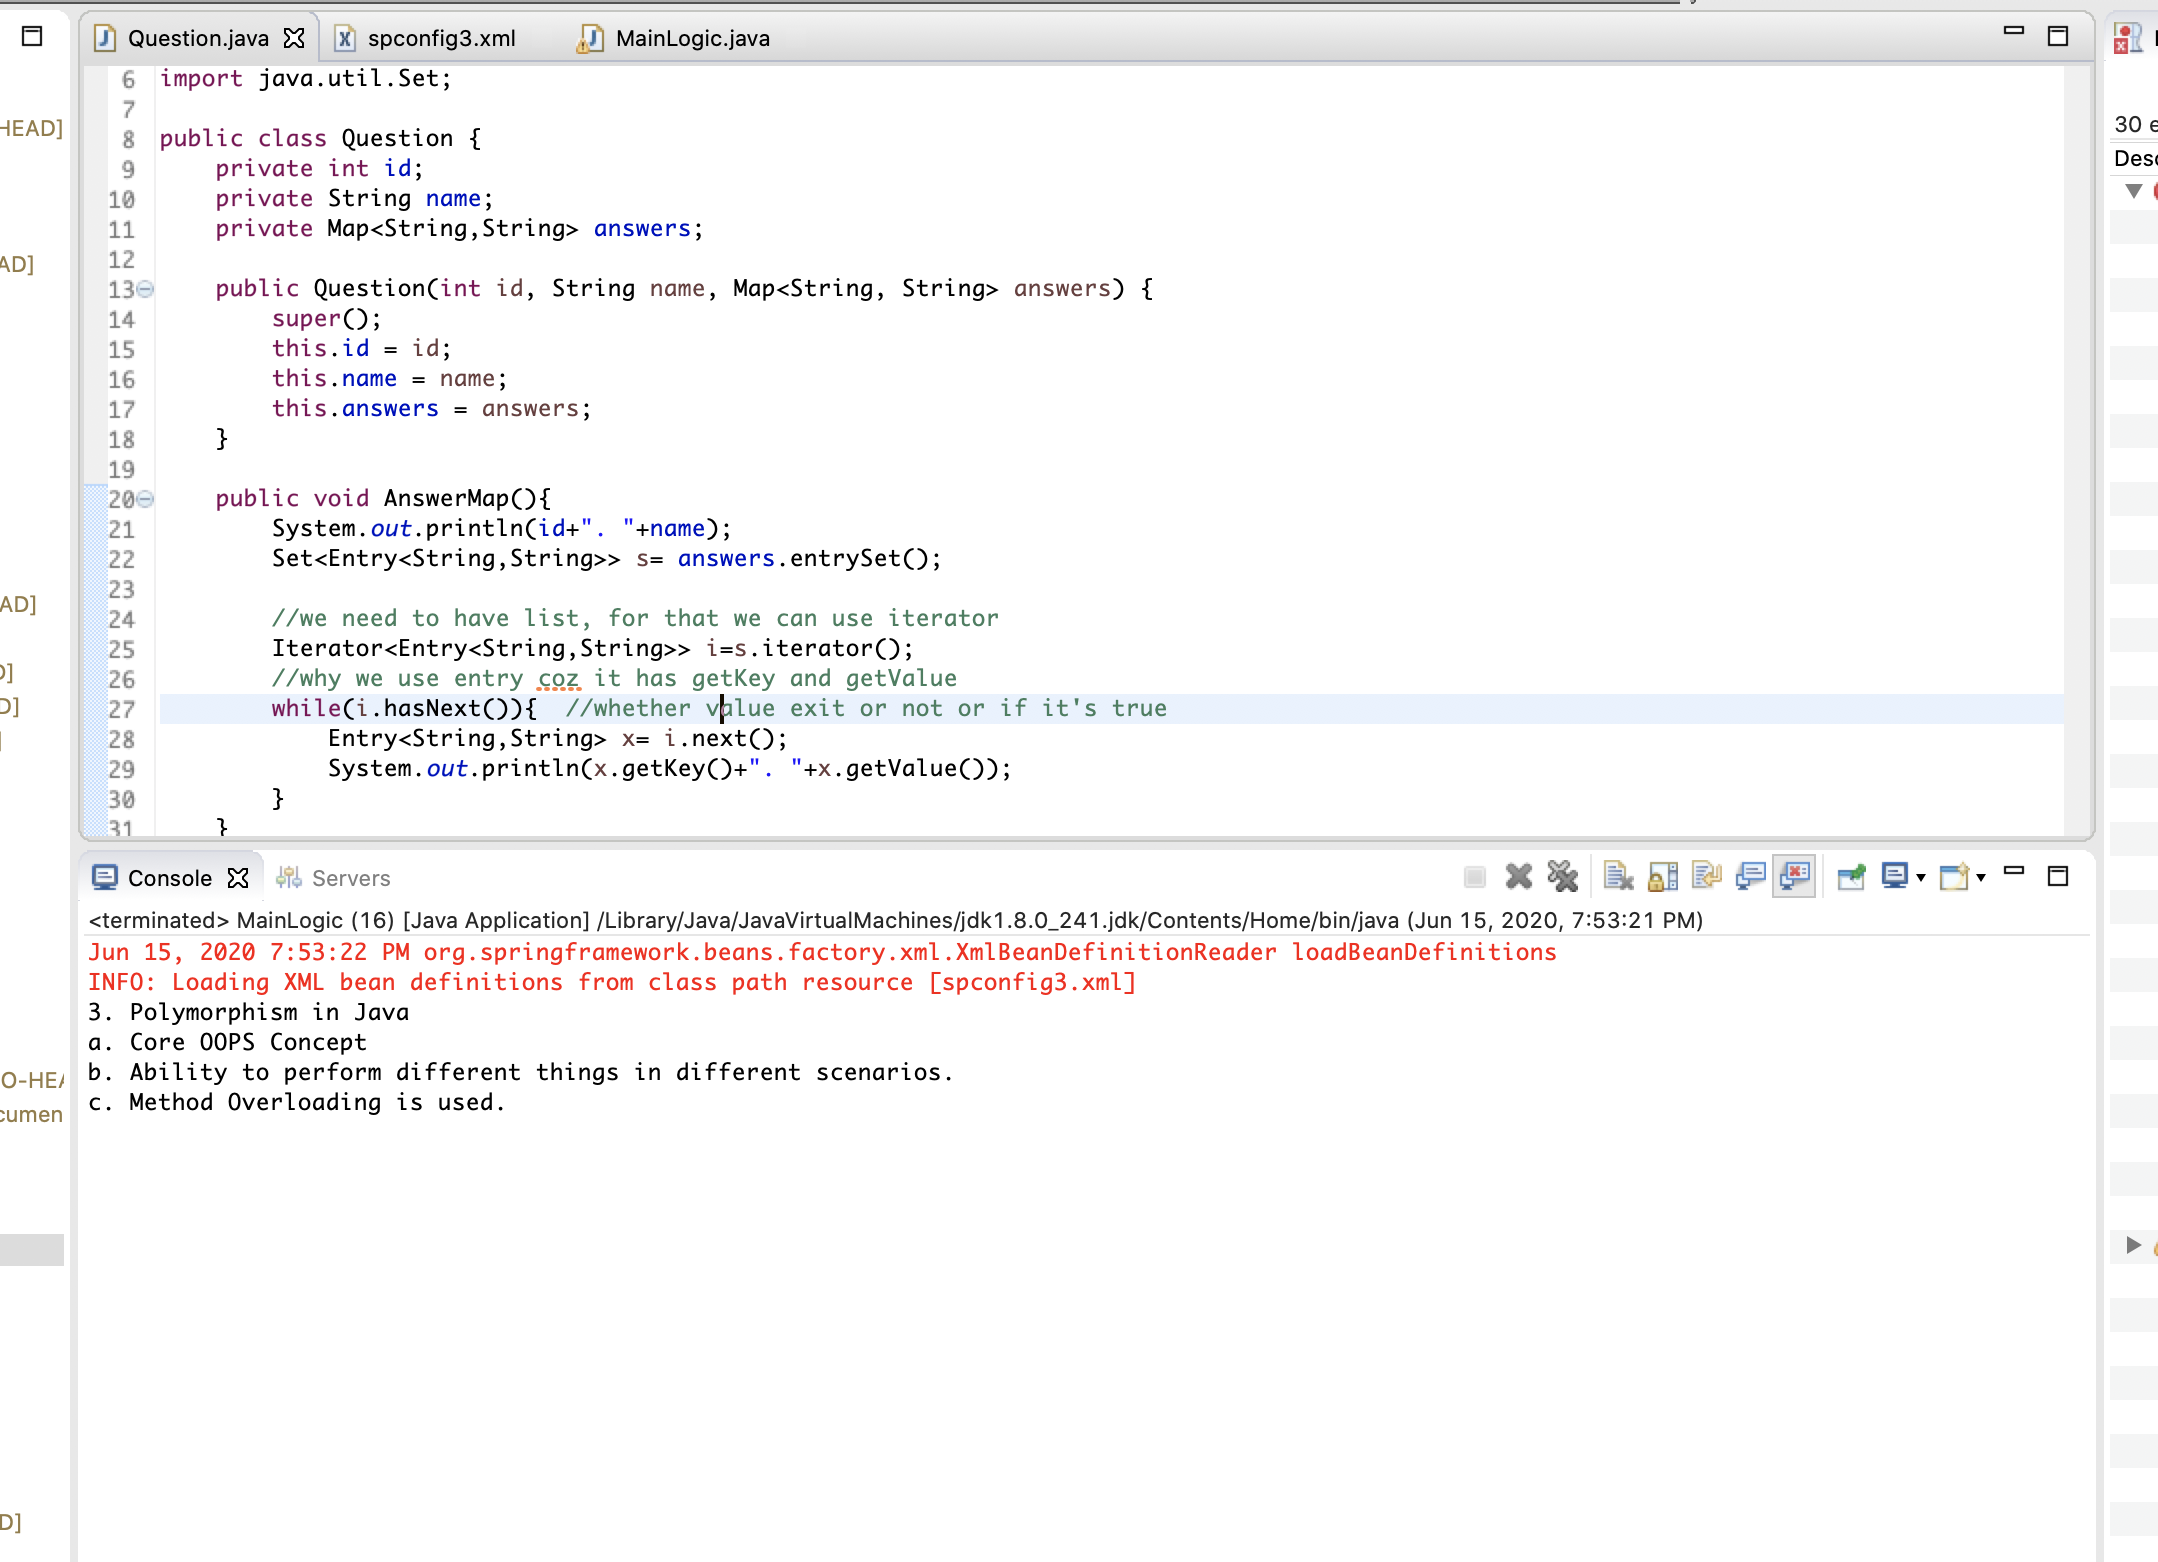 HEAD]
AD]
AD]
D]
D]
]
O-HEA
cumen
D]
Question.java spconfig3.xml MainLogic.java
6 import java.util.Set;
7
8 public class Question {
9 private int id;
10 private String name;
11 private Map<String,String> answers;
12
13 public Question(int id, String name, Map<String, String> answers) {
14 super();
15 this.id = id;
16 this.name = name;
17 this.answers = answers;
18 }
19
20 public void AnswerMap(){
21 System.out.println(id+". "+name);
22 Set<Entry<String,String>> s= answers.entrySet();
23
24 //we need to have list, for that we can use iterator
25 Iterator<Entry<String,String>> i=s.iterator();
26 //why we use entry coz it has getKey and getValue
27 while(i.hasNext()){ //whether value exit or not or if it's true
28 Entry<String,String> x= i.next();
29 System.out.println(x.getKey()+". "+x.getValue());
30 }
31 }
Console Servers
<terminated> MainLogic (16) [Java Application] /Library/Java/JavaVirtualMachines/jdk1.8.0_241.jdk/Contents/Home/bin/java (Jun 15, 2020, 7:53:21 PM)
Jun 15, 2020 7:53:22 PM org.springframework.beans.factory.xml.XmlBeanDefinitionReader loadBeanDefinitions
INFO: Loading XML bean definitions from class path resource [spconfig3.xml]
3. Polymorphism in Java
a. Core OOPS Concept
b. Ability to perform different things in different scenarios.
c. Method Overloading is used.
30 e
Desc